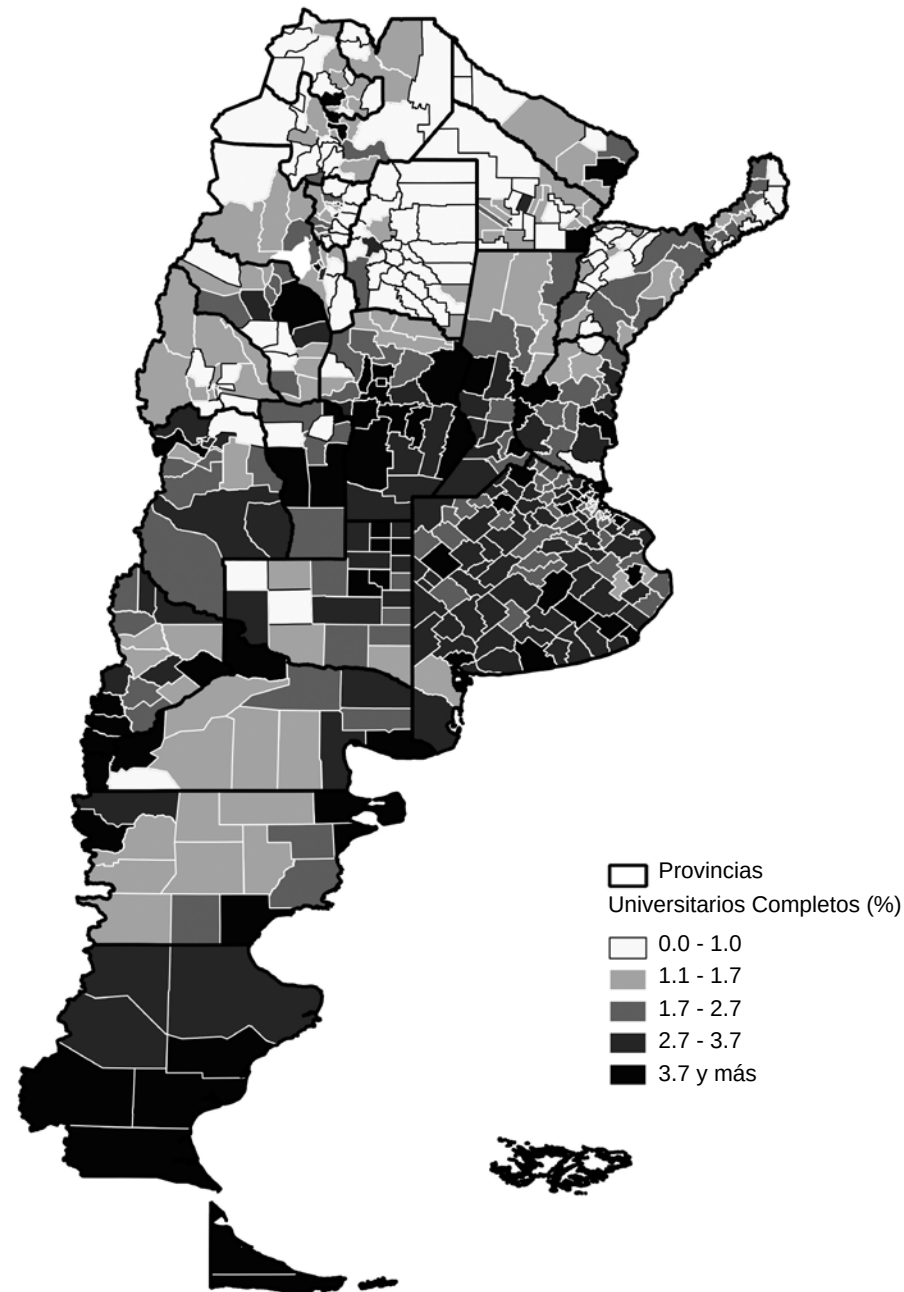 Provincias
Universitarios Completos (%)
0.0 - 1.0
1.1 - 1.7
1.7 - 2.7
2.7 - 3.7
3.7 y más